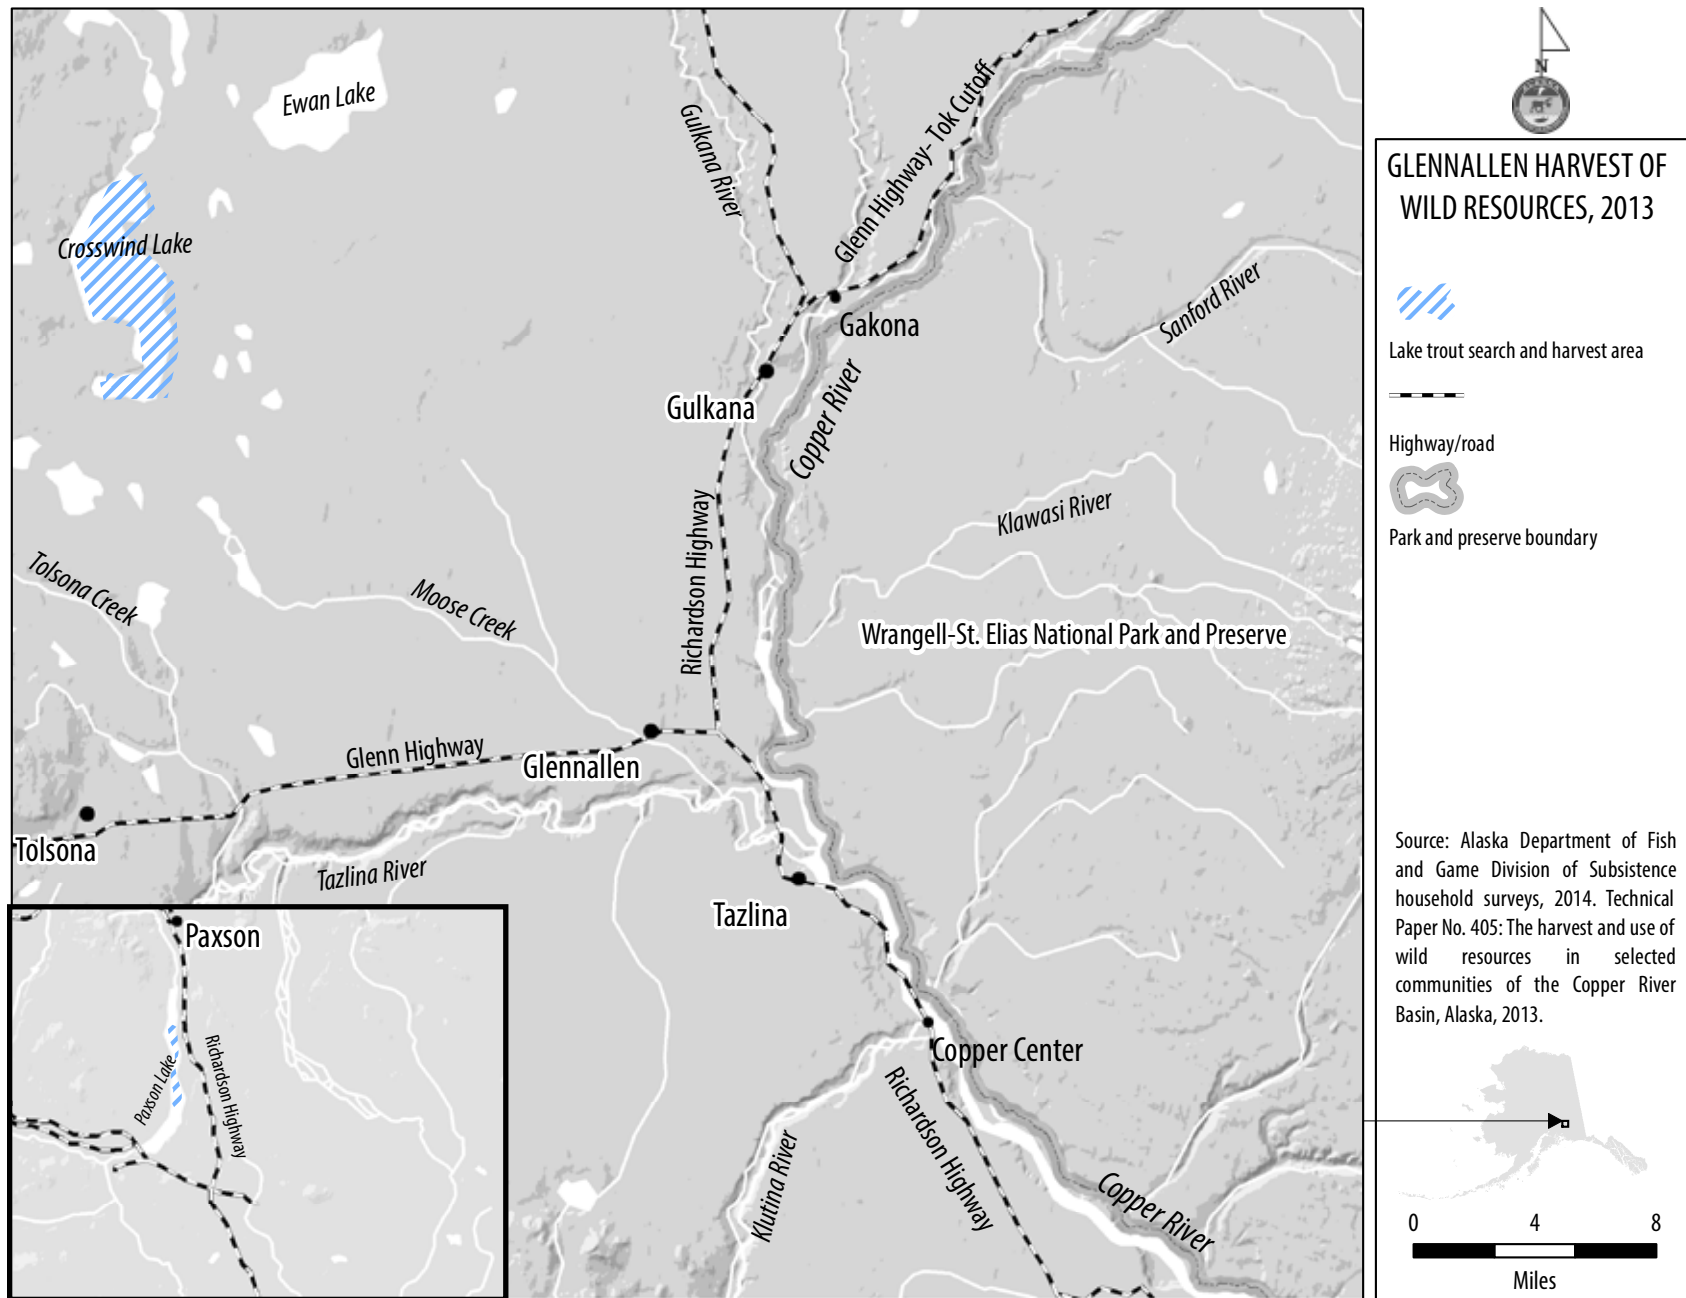 Ewan Lake
Gulkana River
Glenn Highway- Tok Cutoff
Crosswind Lake
Sanford River
Gakona
Gulkana
Copper River
Richardson Highway
Klawasi River
Tolsona Creek
Moose Creek
Wrangell-St. Elias National Park and Preserve
Glenn Highway
Glennallen
Tolsona
Tazlina River
Tazlina
Paxson
Paxson Lake
Richardson Highway
Copper Center
Klutina River
Richardson Highway
Copper River
N
ALASKA
GLENNALLEN HARVEST OF
WILD RESOURCES, 2013
Lake trout search and harvest area
Highway/road
Park and preserve boundary
Source: Alaska Department of Fish
and Game Division of Subsistence
household surveys, 2014. Technical
Paper No. 405: The harvest and use of
wild resources in selected
communities of the Copper River
Basin, Alaska, 2013.
0 4 8
Miles